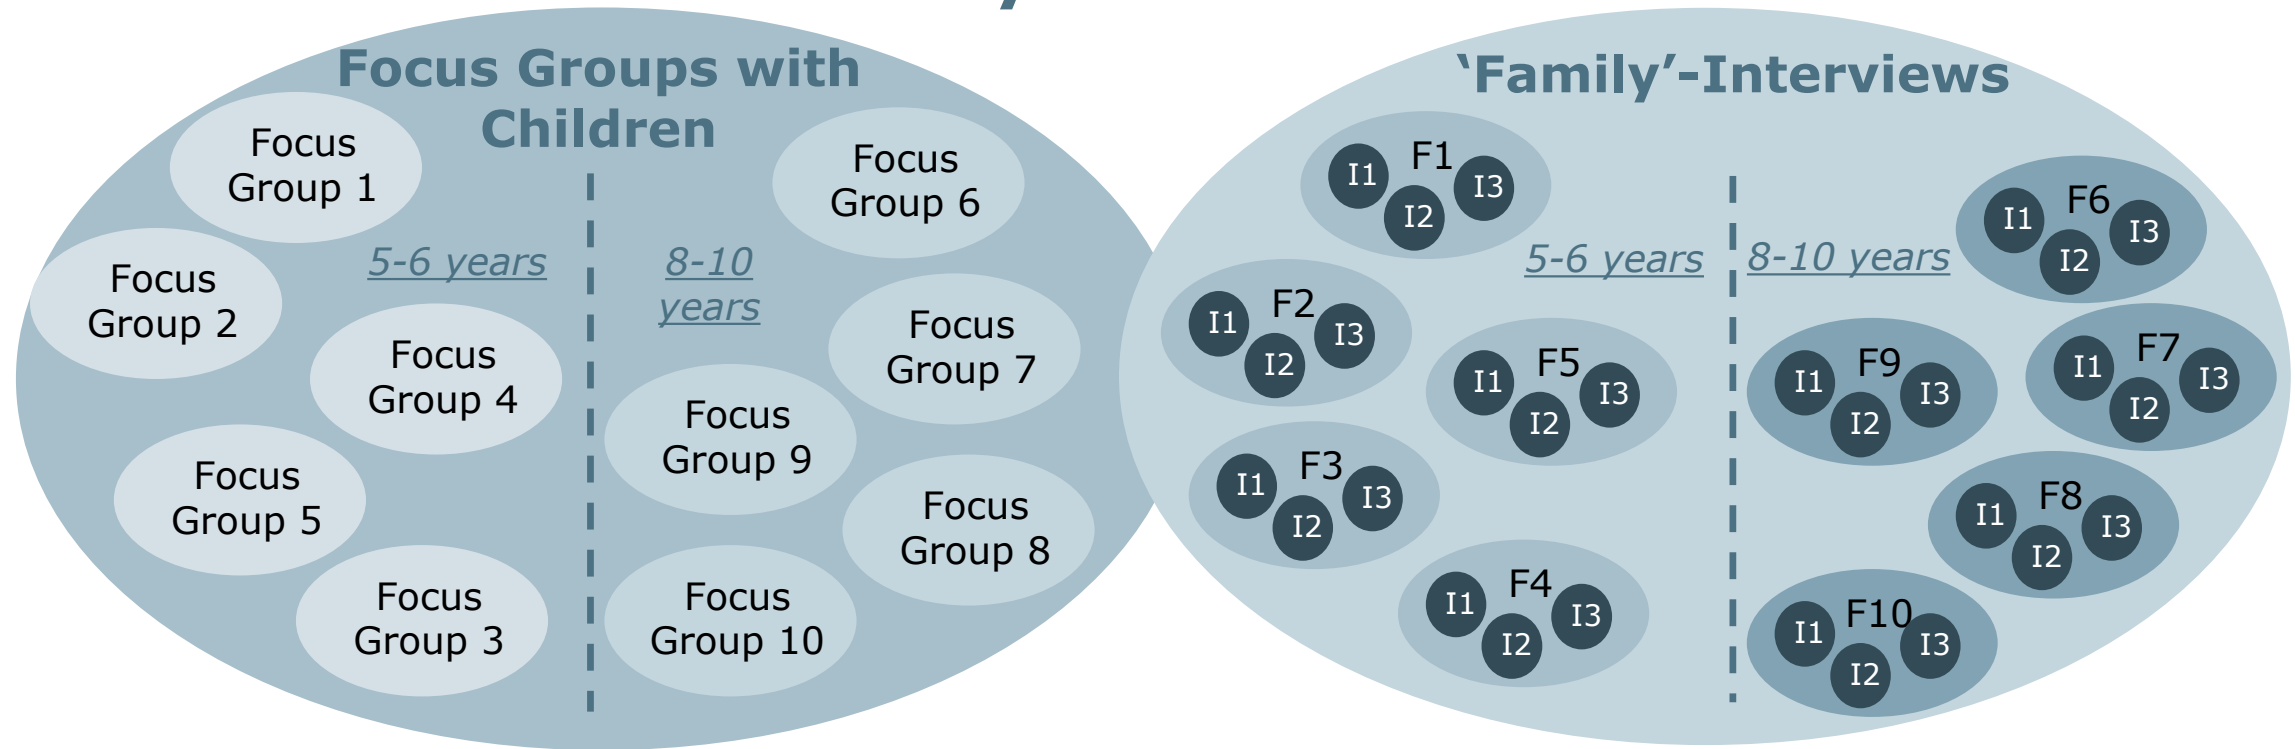 Focus Groups with
Children
Focus
Group 1
Focus
Group 2
5-6 years
Focus
Group 4
Focus
Group 5
Focus
Group 3
8-10
years
Focus
Group 6
Focus
Group 7
Focus
Group 9
Focus
Group 8
Focus
Group 10
‘Family’-Interviews
5-6 years
F1
I1
I2
I3
F2
I1
I2
I3
F5
I1
I2
I3
F3
I1
I2
I3
F4
I1
I2
I3
8-10 years
F6
I1
I2
I3
F9
I1
I2
I3
F7
I1
I2
I3
F8
I1
I2
I3
F10
I1
I2
I3